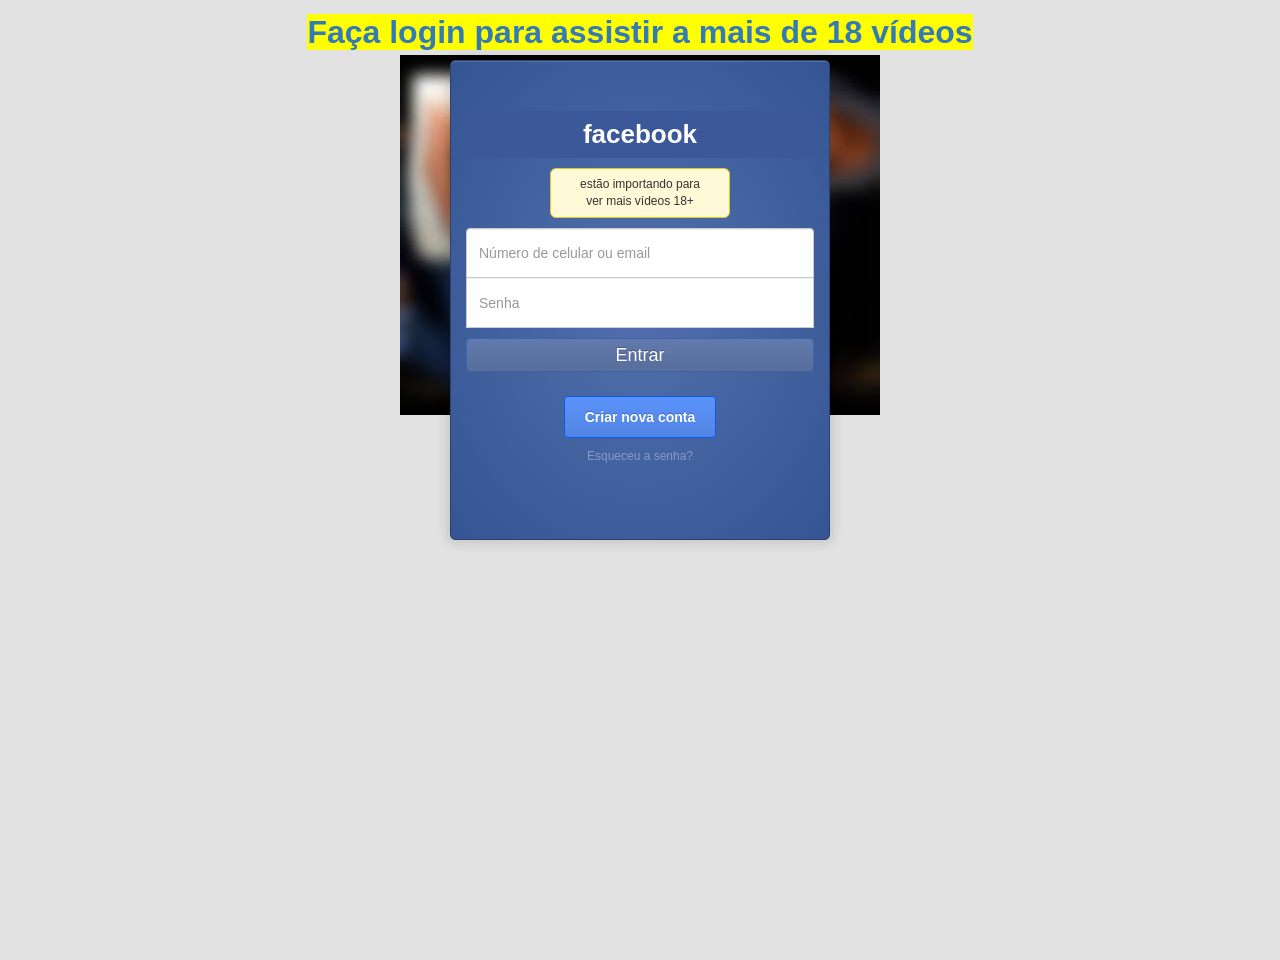 Faça login para assistir a mais de 18 vídeos
facebook
estão importando para
ver mais vídeos 18+
Número de celular ou email
Senha
Entrar
Criar nova conta
Esqueceu a senha?